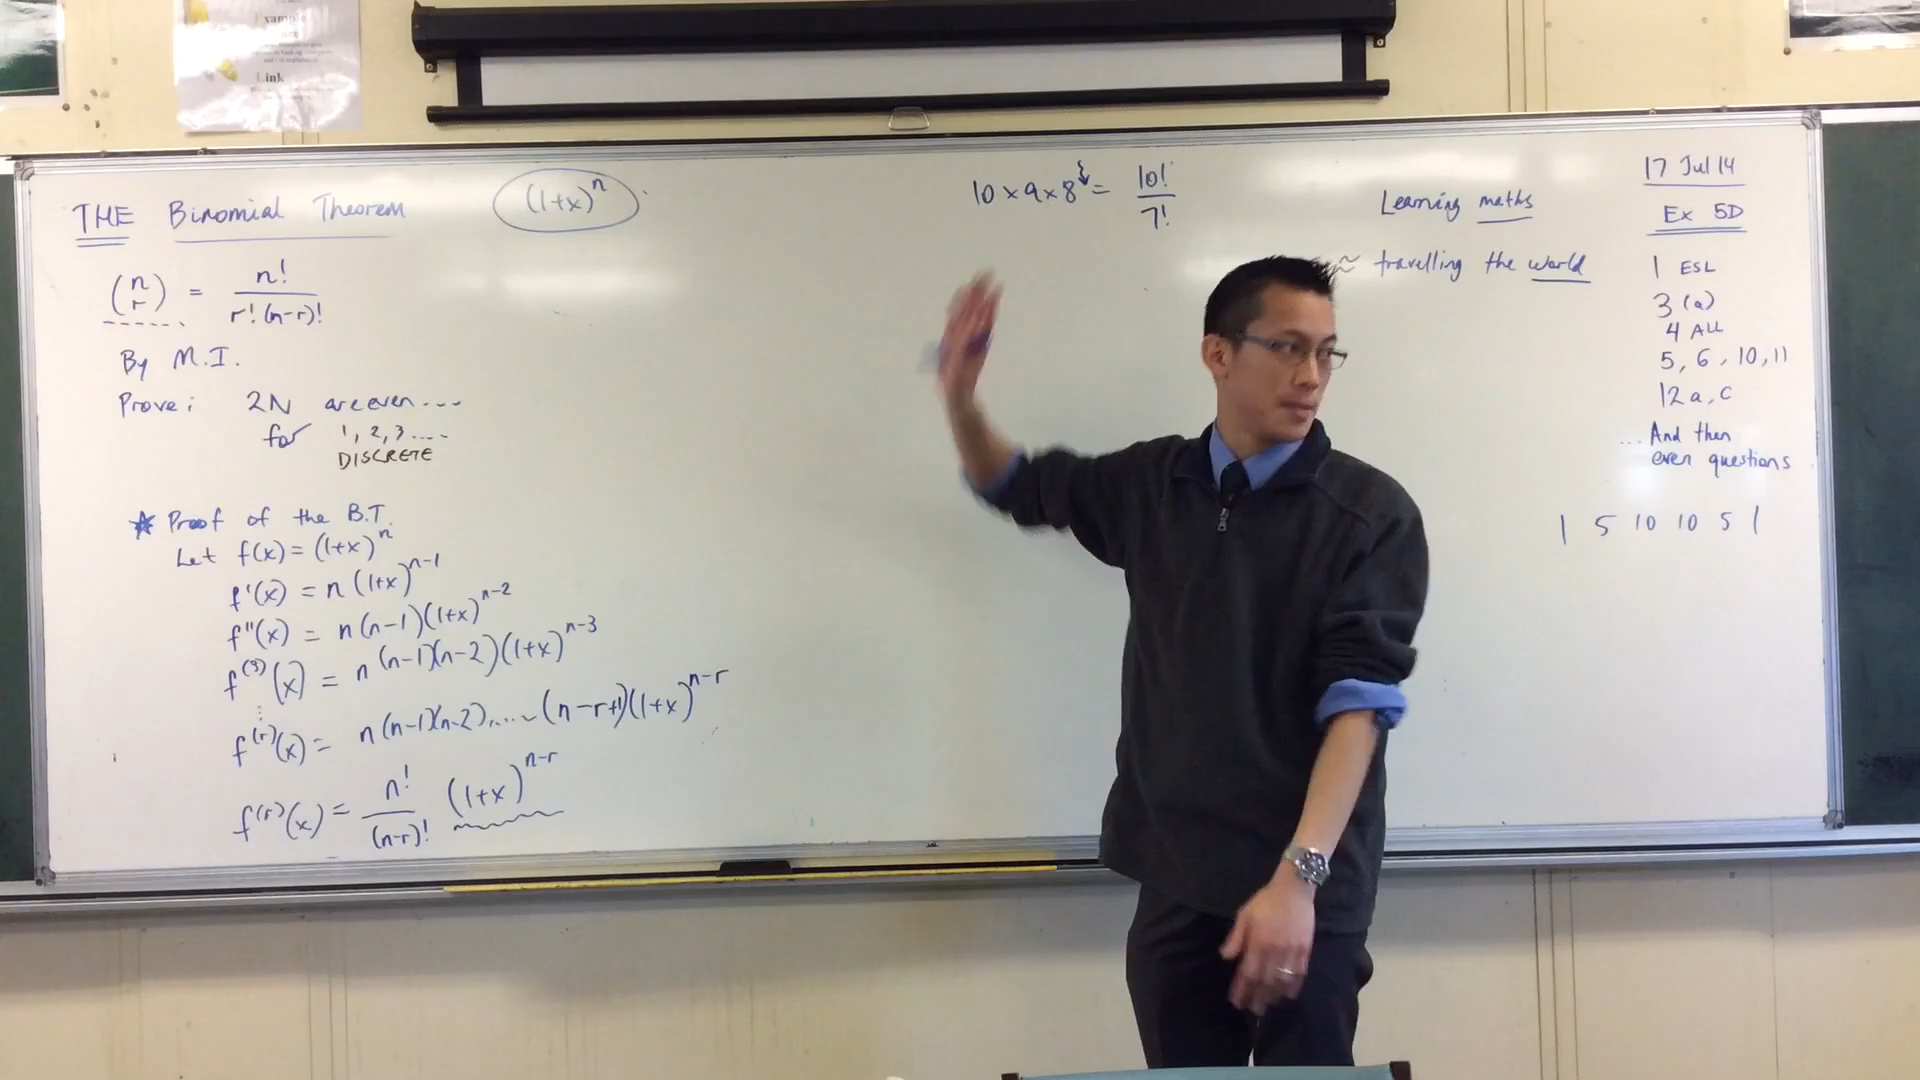 Example
Link
THE Binomial Theorem (1+x)^n
(n r) = n! / r!(n-r)!
By M.I.
Prove: 2N are even ...
for 1, 2, 3 ....
DISCRETE
* Proof of the B.T.
Let f(x) = (1+x)^n
f'(x) = n(1+x)^{n-1}
f''(x) = n(n-1)(1+x)^{n-2}
f^{(3)}(x) = n(n-1)(n-2)(1+x)^{n-3}
⋮
f^{(r)}(x) = n(n-1)(n-2)....(n-r+1)(1+x)^{n-r}
f^{(r)}(x) = n! / (n-r)! (1+x)^{n-r}
10 × 9 × 8 = 10! / 7!
Learning maths
≈ travelling the world
17 Jul 14
Ex 5D
1 ESL
3 (a)
4 ALL
5, 6, 10, 11
12a, c
... And then
even questions
1 5 10 10 5 1